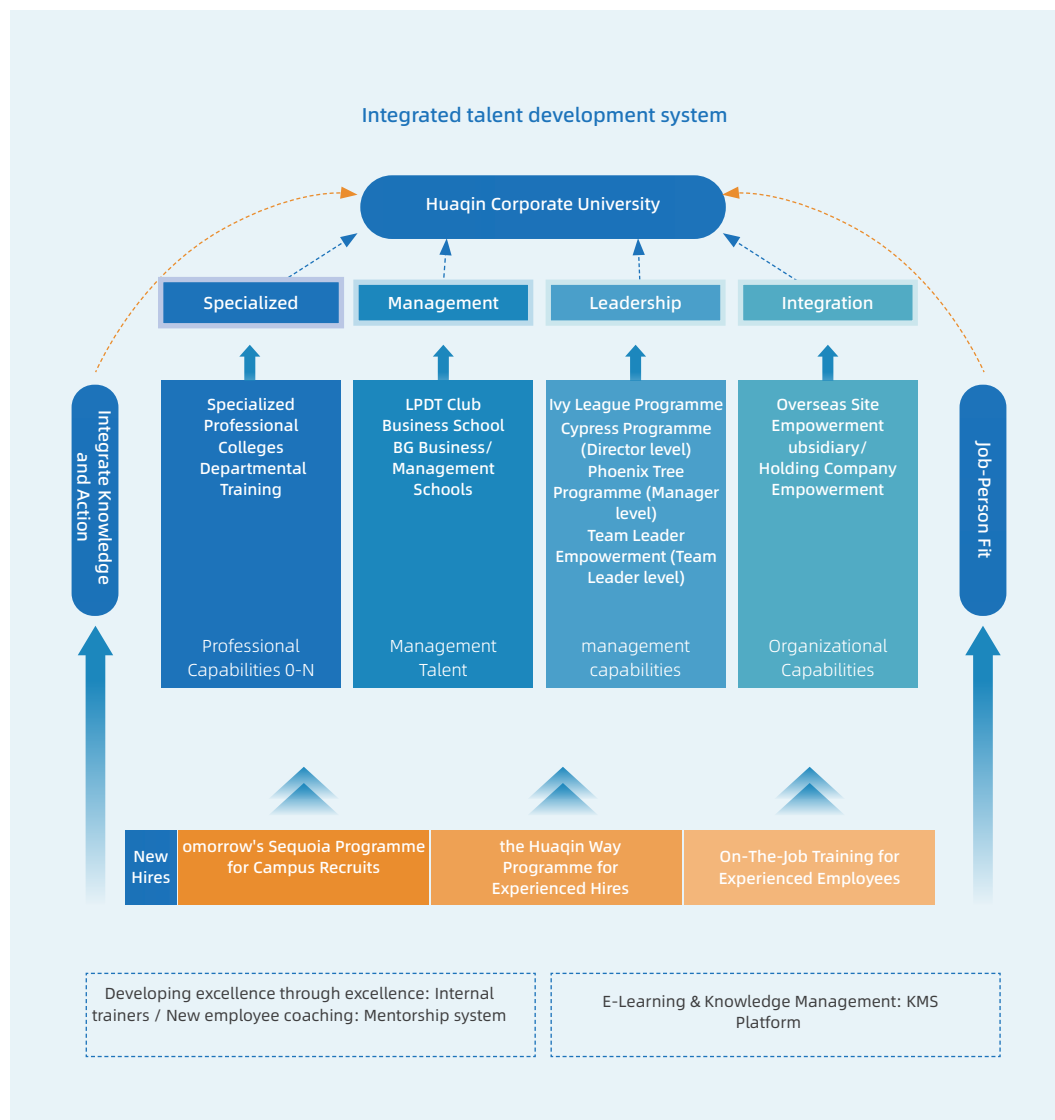 Integrated talent development system
Huaqin Corporate University
Specialized
Management
Leadership
Integration
Integrate Knowledge
and Action
Specialized
Professional
Colleges
Departmental
Training
Professional
Capabilities 0-N
LPDT Club
Business School
BG Business/
Management
Schools
Management
Talent
Ivy League Programme
Cypress Programme
(Director level)
Phoenix Tree
Programme (Manager
level)
Team Leader
Empowerment (Team
Leader level)
management
capabilities
Overseas Site
Empowerment
ubsidiary/
Holding Company
Empowerment
Organizational
Capabilities
Job-Person Fit
New
Hires
omorrow's Sequoia Programme
for Campus Recruits
the Huaqin Way
Programme for
Experienced Hires
On-The-Job Training for
Experienced Employees
Developing excellence through excellence: Internal
trainers / New employee coaching: Mentorship system
E-Learning & Knowledge Management: KMS
Platform